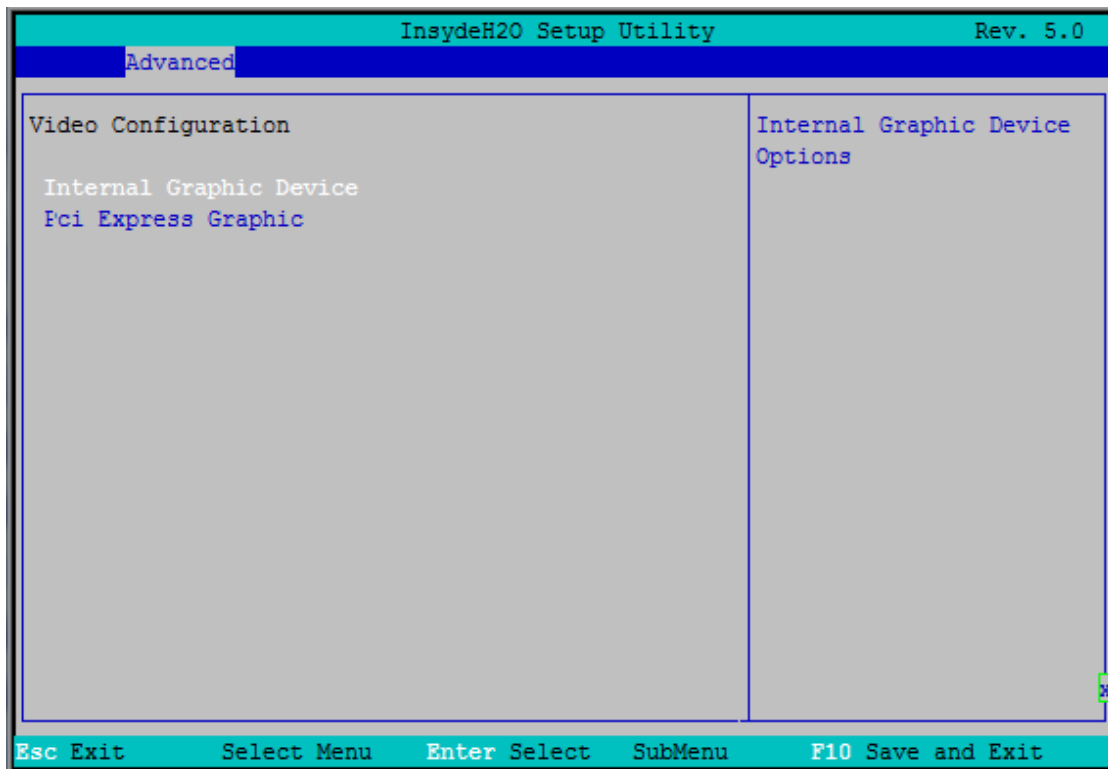 InsydeH20 Setup Utility Rev. 5.0
Advanced
Video Configuration
Internal Graphic Device
Pci Express Graphic
Internal Graphic Device
Options
x
Esc Exit Select Menu Enter Select SubMenu F10 Save and Exit